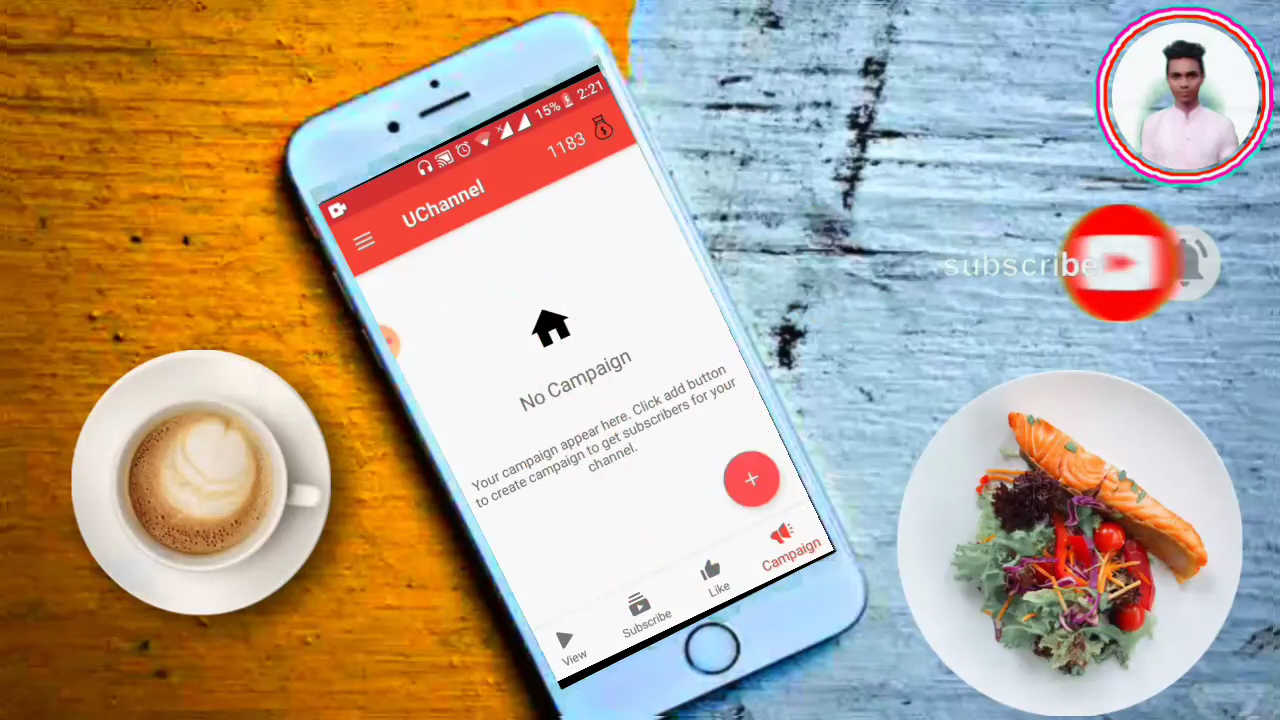 15% 2:21
UChannel 1183
No Campaign
Your campaign appear here. Click add button
to create campaign to get subscribers for your
channel.
View Subscribe Like Campaign
subscribe